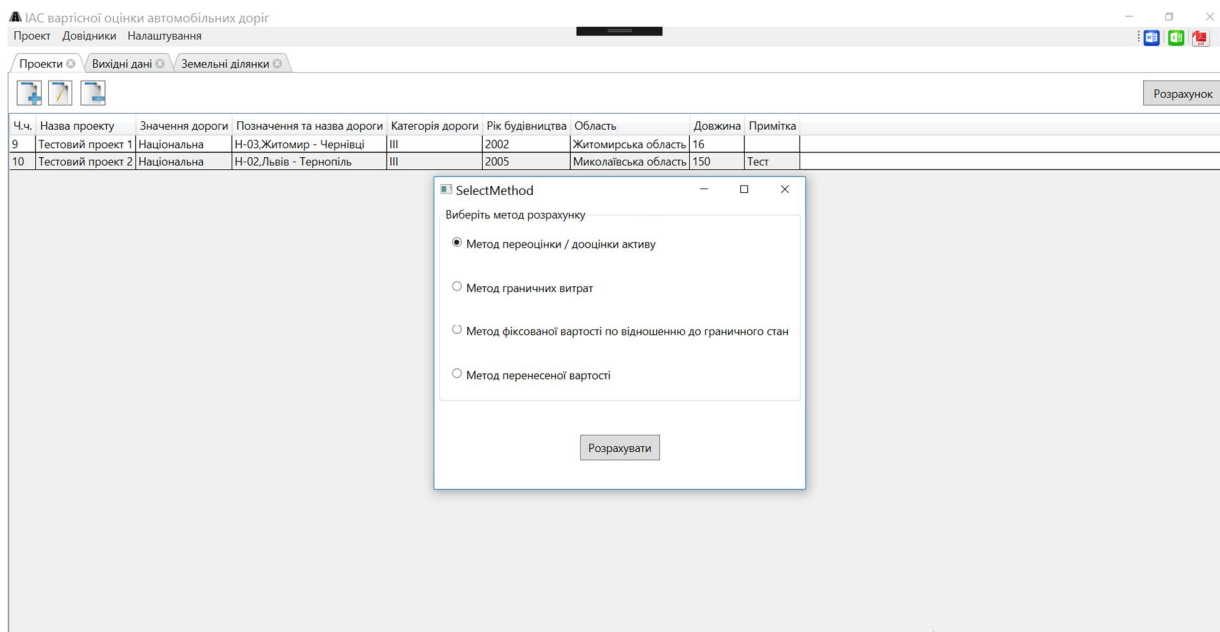 ІАС вартісної оцінки автомобільних доріг
Проект Довідники Налаштування
Проекти Вихідні дані Земельні ділянки
Розрахунок
Ч.ч. Назва проекту Значення дороги Позначення та назва дороги Категорія дороги Рік будівництва Область Довжина Примітка
9 Тестовий проект 1 Національна Н-03,Житомир - Чернівці III 2002 Житомирська область 16
10 Тестовий проект 2 Національна Н-02,Львів - Тернопіль III 2005 Миколаївська область 150 Тест
SelectMethod
Виберіть метод розрахунку
Метод переоцінки / дооцінки активу
Метод граничних витрат
Метод фіксованої вартості по відношенню до граничного стан
Метод перенесеної вартості
Розрахувати